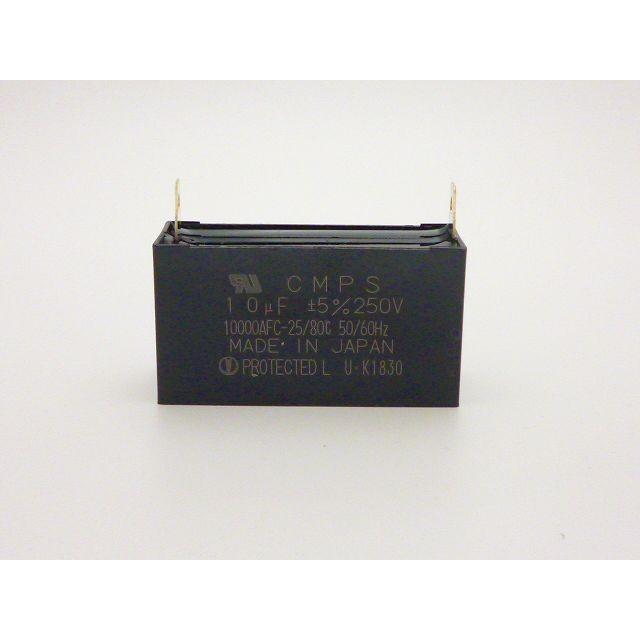 CMPS
10μF ±5% 250V
10000AFC-25/80C 50/60Hz
MADE IN JAPAN
PROTECTED L U·K1830